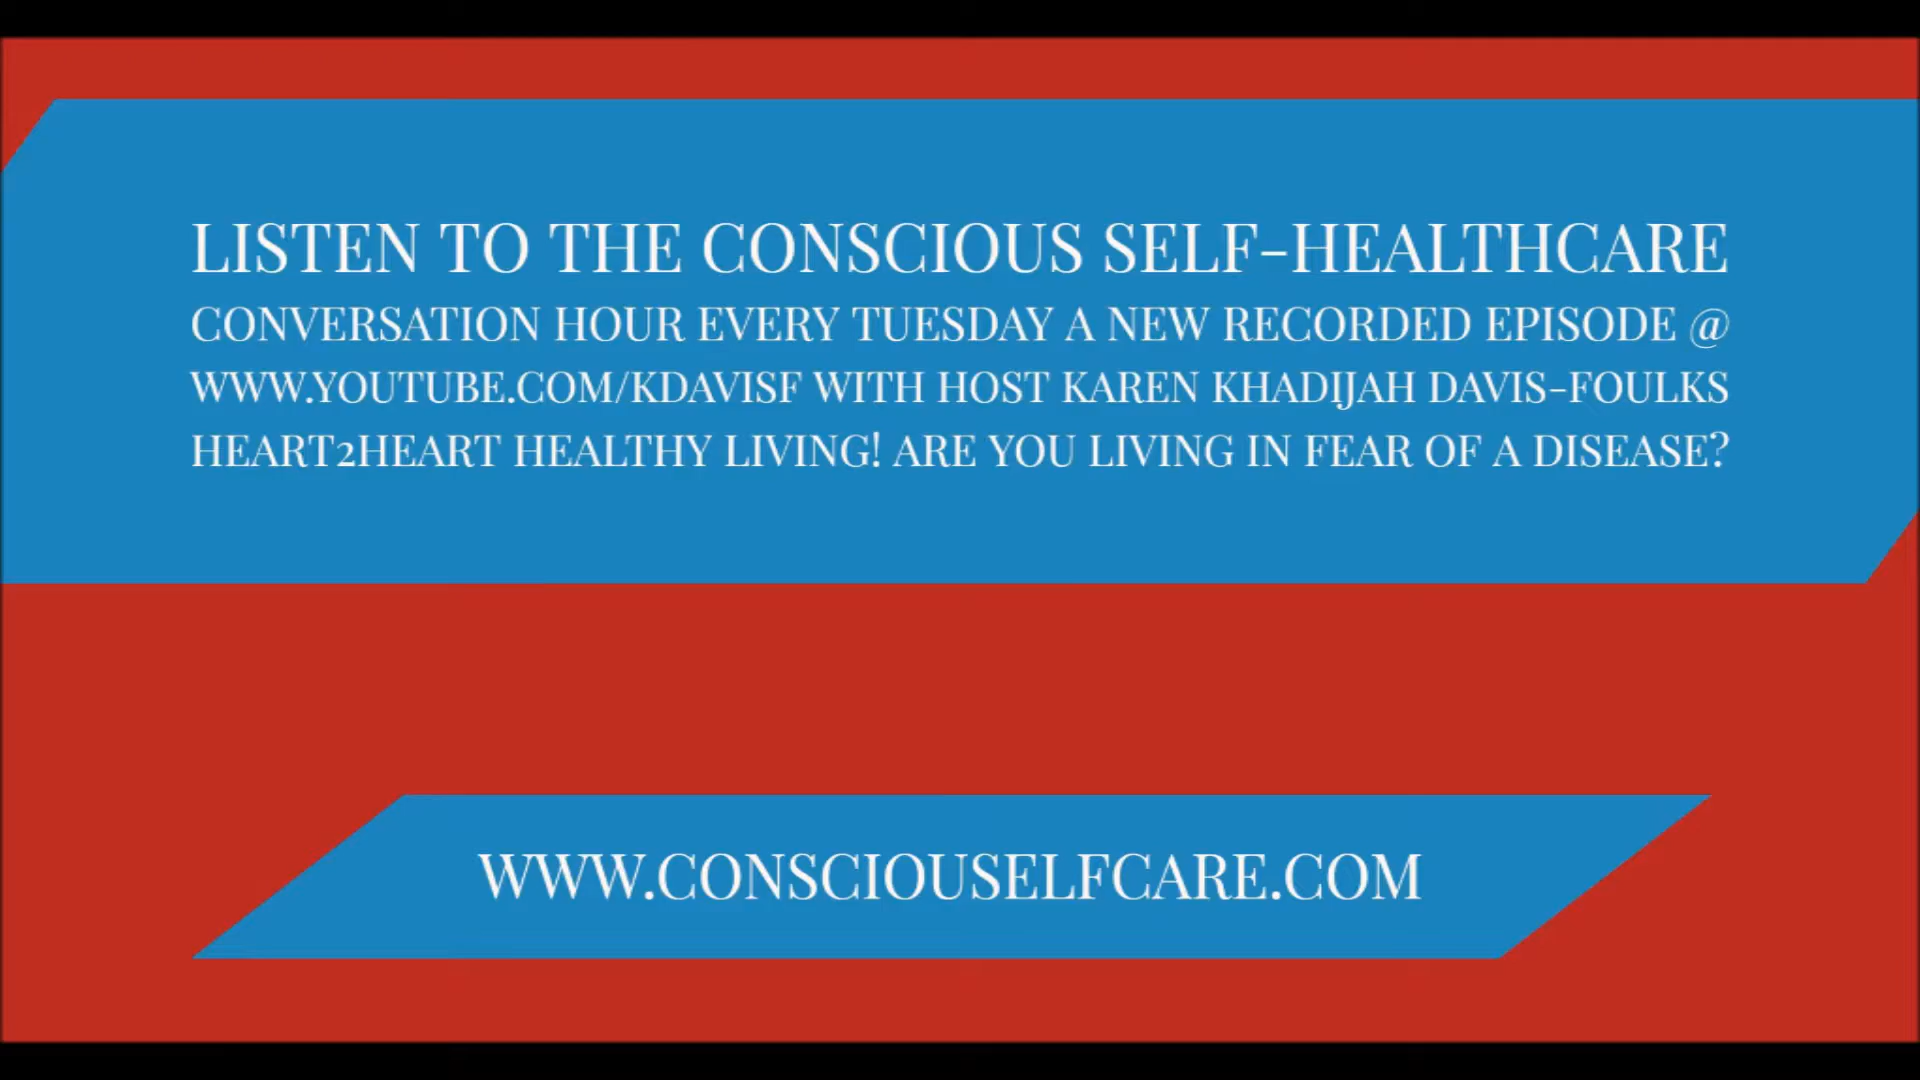 LISTEN TO THE CONSCIOUS SELF-HEALTHCARE
CONVERSATION HOUR EVERY TUESDAY A NEW RECORDED EPISODE @
WWW.YOUTUBE.COM/KDAVISF WITH HOST KAREN KHADIJAH DAVIS-FOULKS
HEART2HEART HEALTHY LIVING! ARE YOU LIVING IN FEAR OF A DISEASE?
WWW.CONSCIOUSELFCARE.COM